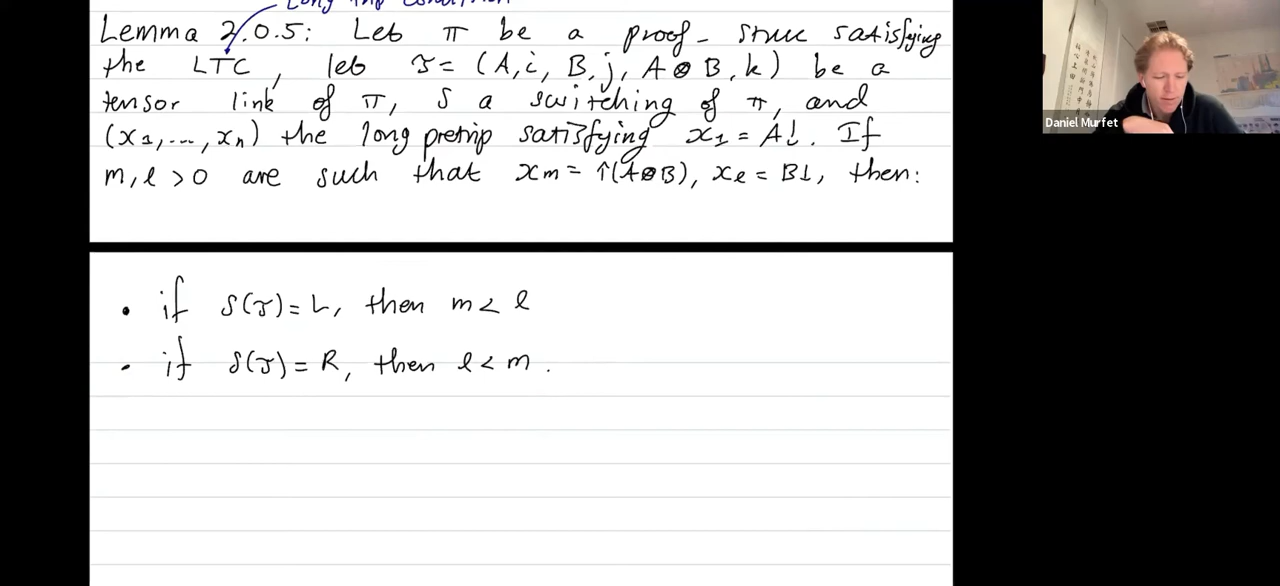 Long trip condition
Lemma 2.0.5: Let π be a proof-struc satisfying
the LTC, let τ = (A,i, B,j, A⊗B, k) be a
tensor link of π, S a switching of π, and
(x₁,..., xₙ) the long pretrip satisfying x₁ = A↓. If
m, l > 0 are such that xₘ = ↑(A⊗B), xₗ = B↓, then:
• if S(τ) = L, then m < l
• if S(τ) = R, then l < m.
Daniel Murfet